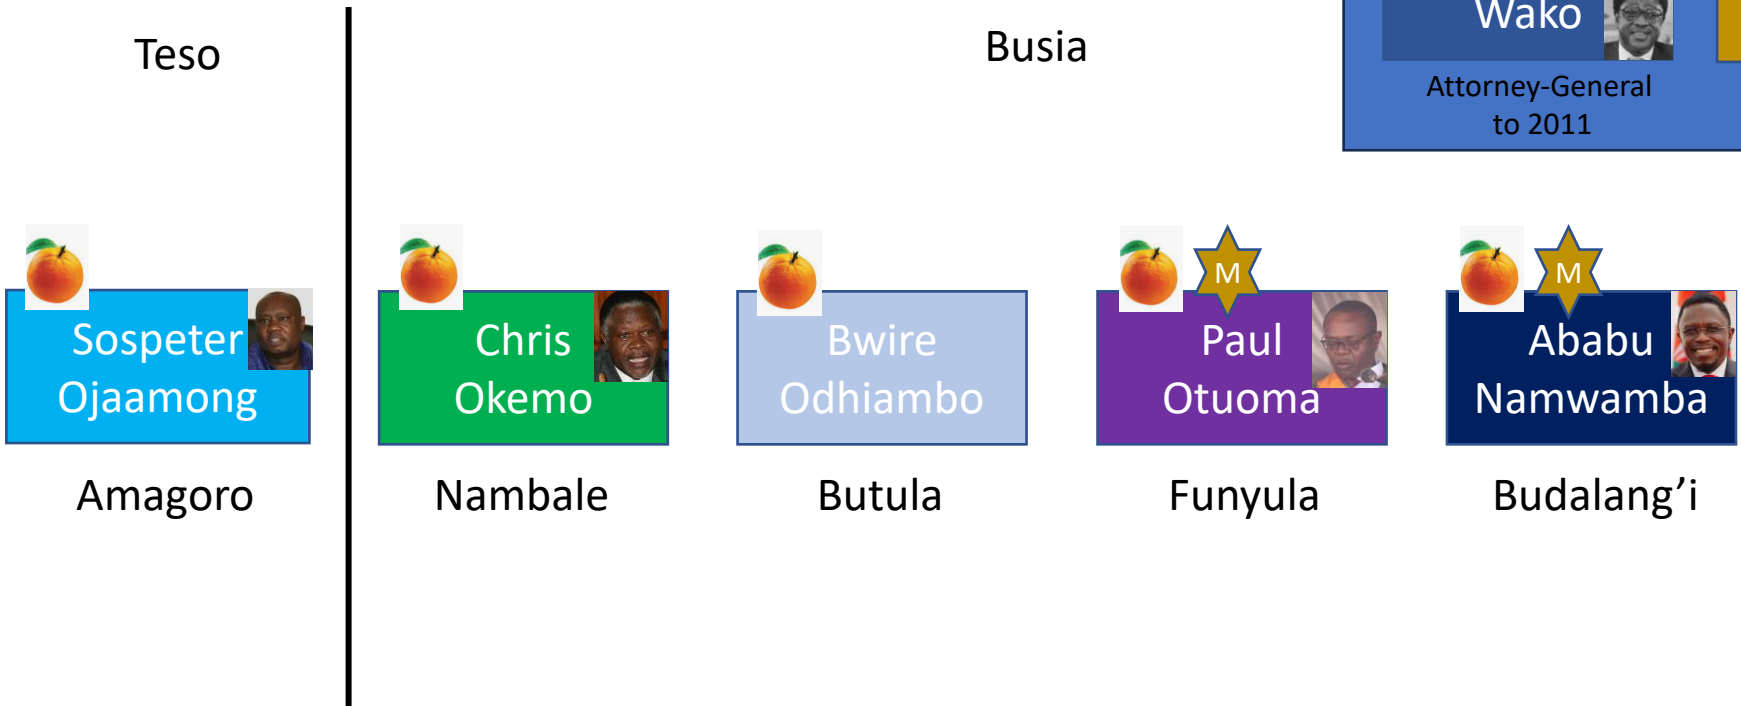 Teso
Busia
Wako
Attorney-General
to 2011
M
M
Sospeter
Ojaamong
Chris
Okemo
Bwire
Odhiambo
Paul
Otuoma
Ababu
Namwamba
Amagoro
Nambale
Butula
Funyula
Budalang’i